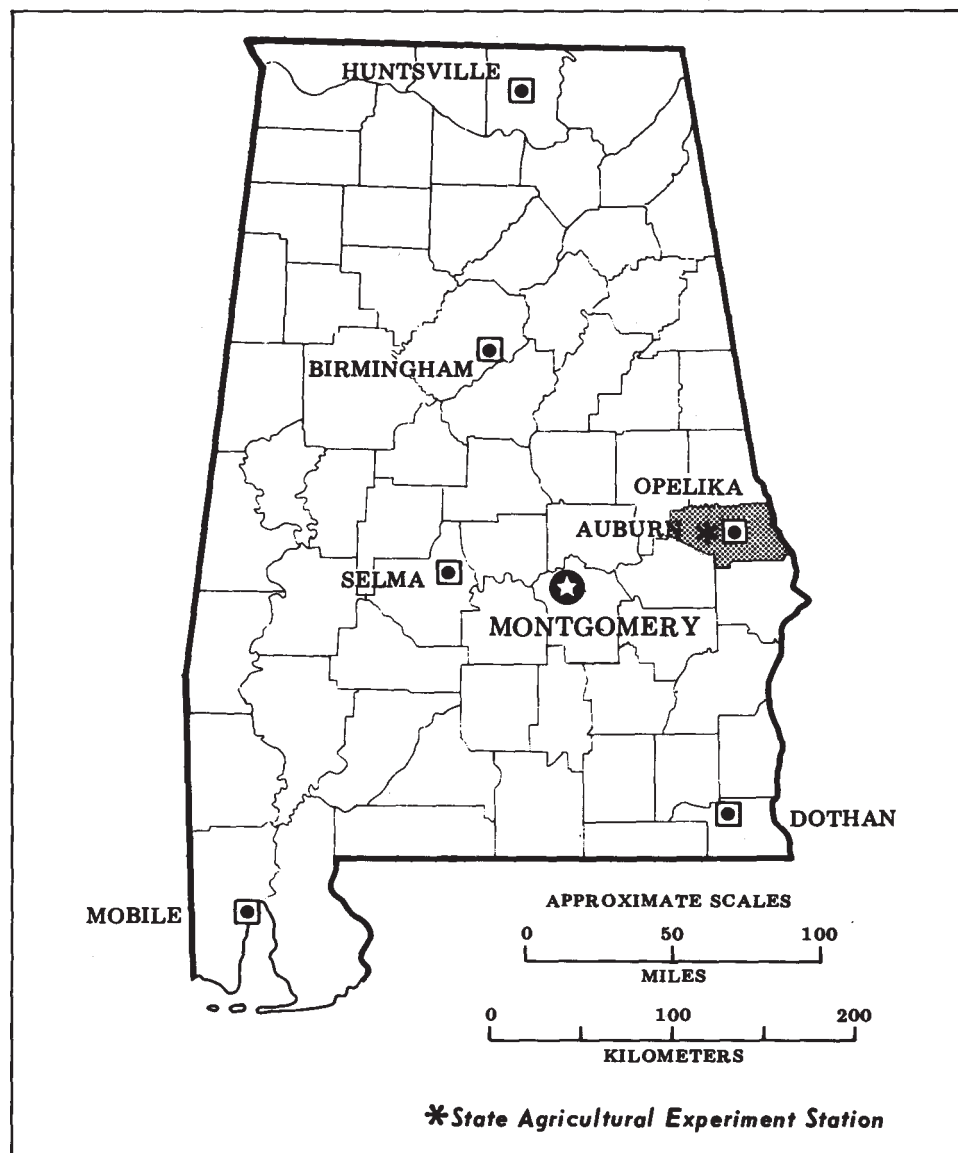 HUNTSVILLE
BIRMINGHAM
OPELIKA
AUBURN
SELMA
MONTGOMERY
DOTHAN
MOBILE
APPROXIMATE SCALES
0 50 100
MILES
0 100 200
KILOMETERS
*State Agricultural Experiment Station